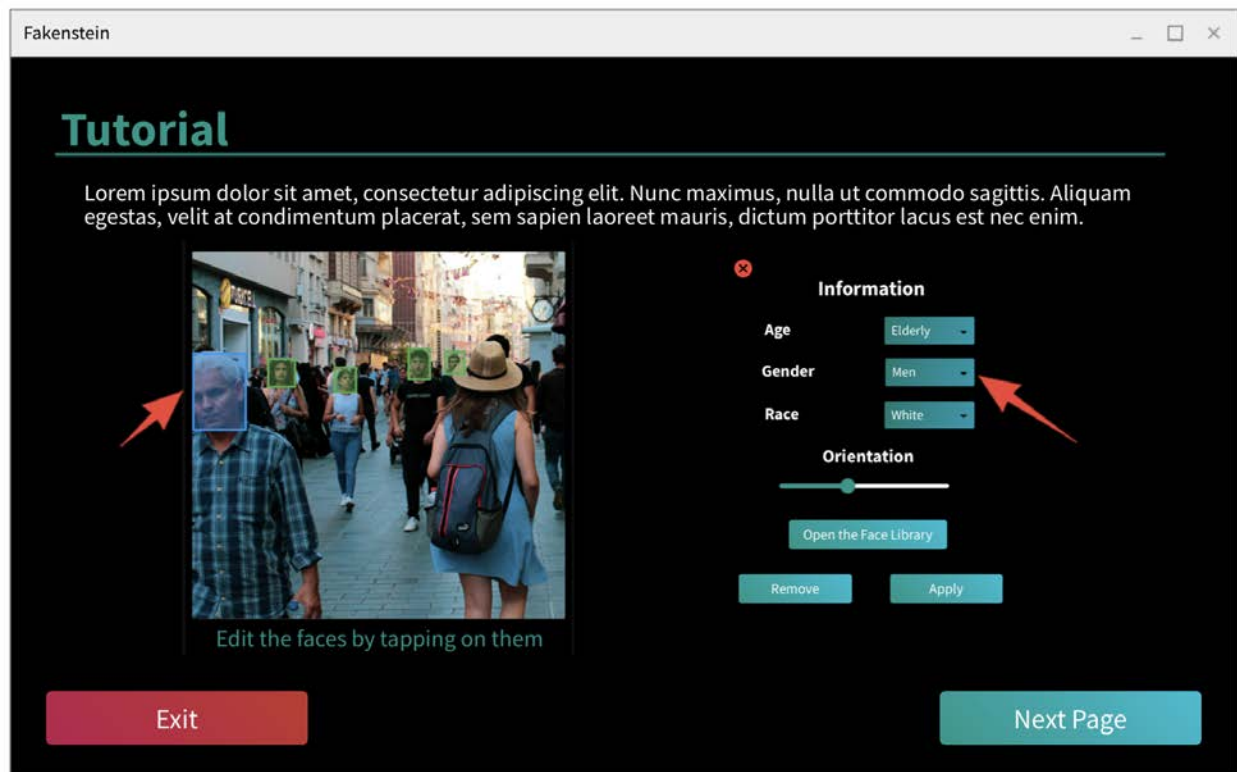 Fakenstein
Tutorial
Lorem ipsum dolor sit amet, consectetur adipiscing elit. Nunc maximus, nulla ut commodo sagittis. Aliquam
egestas, velit at condimentum placerat, sem sapien laoreet mauris, dictum porttitor lacus est nec enim.
Information
Age
Elderly
Gender
Men
Race
White
Orientation
Open the Face Library
Remove
Apply
Edit the faces by tapping on them
Exit
Next Page